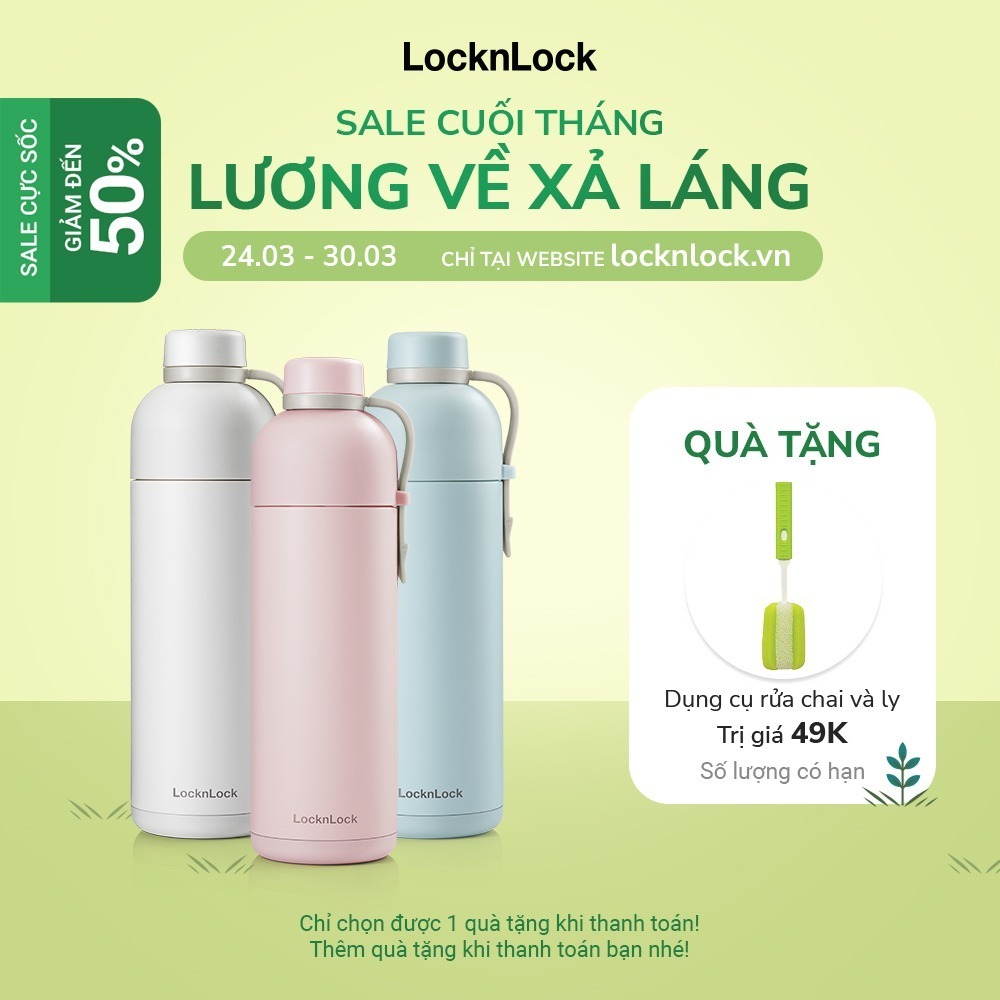 LocknLock
SALE CUỐI THÁNG
LƯƠNG VỀ XẢ LÁNG
24.03 - 30.03 CHỈ TẠI WEBSITE locknlock.vn
SALE CỰC SỐC
GIẢM ĐẾN
50%
QUÀ TẶNG
Dụng cụ rửa chai và ly
Trị giá 49K
Số lượng có hạn
LocknLock
LocknLock
LocknLock
Chỉ chọn được 1 quà tặng khi thanh toán!
Thêm quà tặng khi thanh toán bạn nhé!